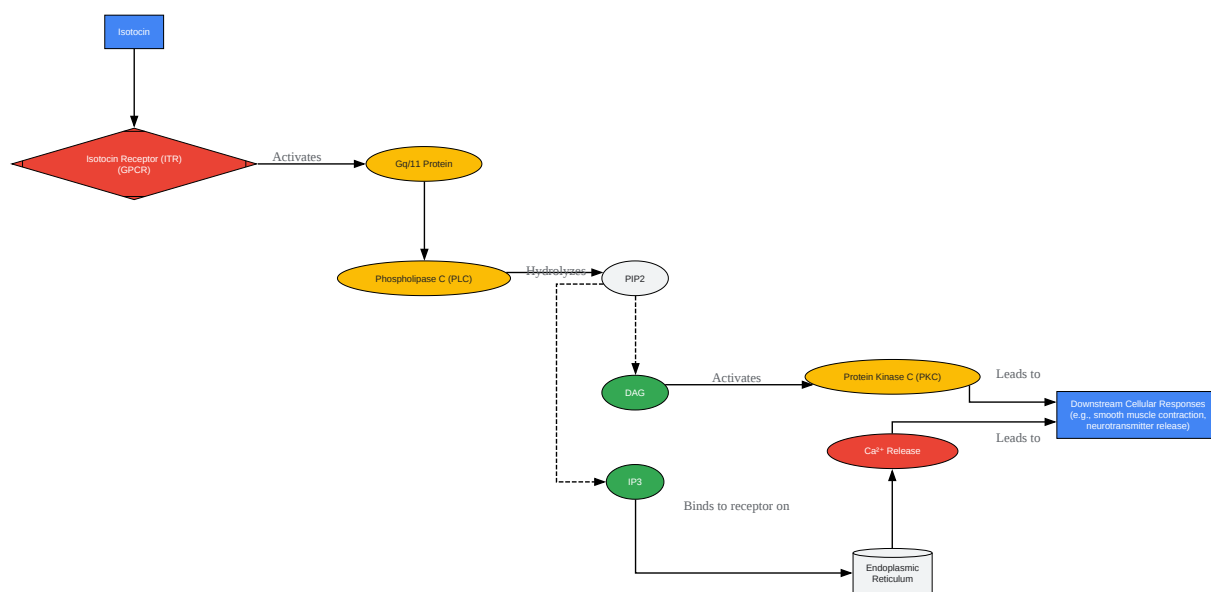 Isotocin
Isotocin Receptor (ITR)
(GPCR)
Activates
Gq/11 Protein
Phospholipase C (PLC)
Hydrolyzes
PIP2
DAG
Activates
Protein Kinase C (PKC)
Leads to
Downstream Cellular Responses
(e.g., smooth muscle contraction,
neurotransmitter release)
Leads to
Ca²⁺ Release
IP3
Binds to receptor on
Endoplasmic
Reticulum